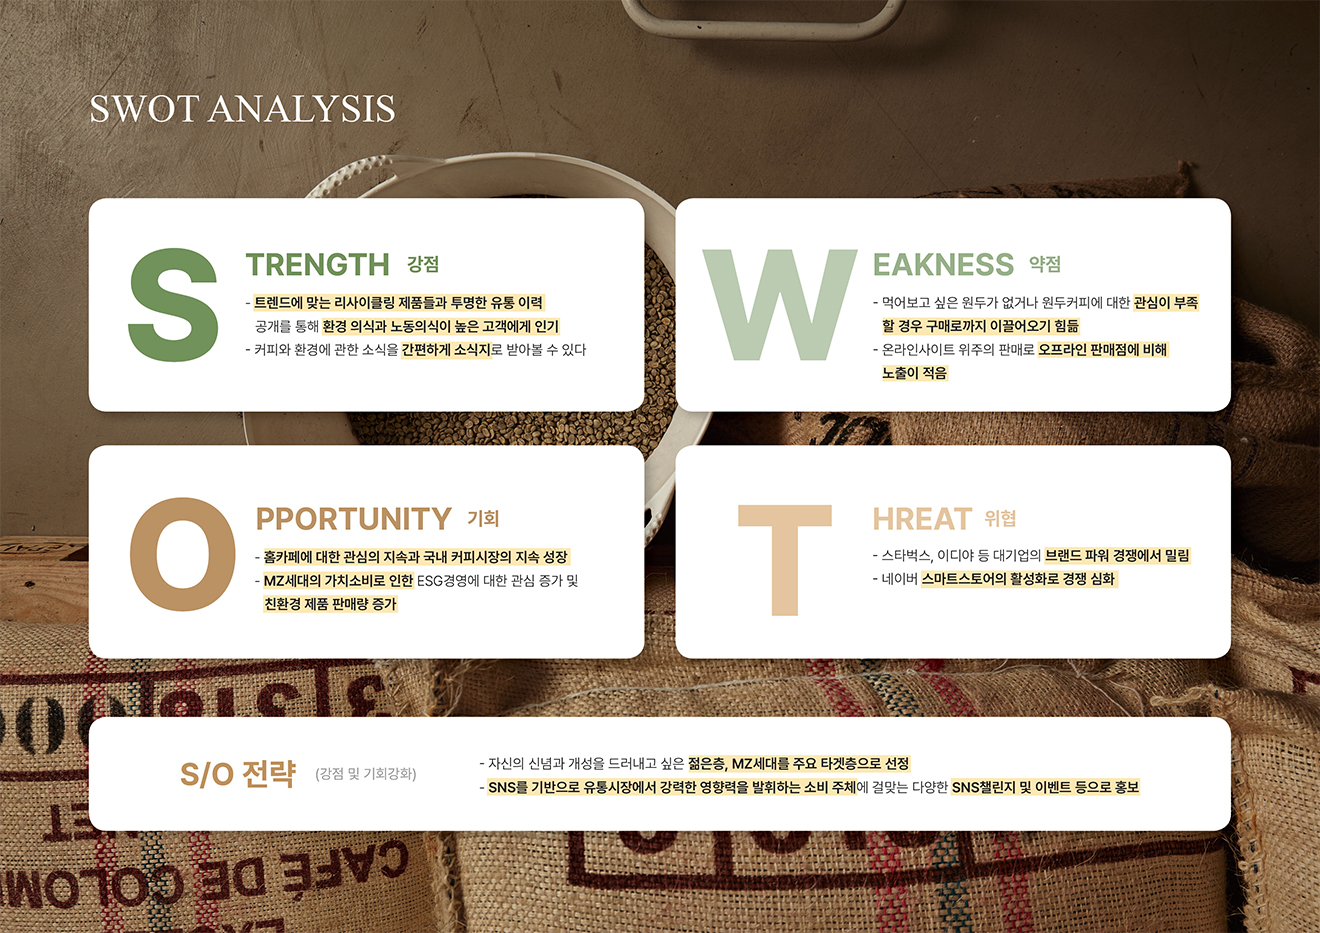 SWOT ANALYSIS
STRENGTH 강점
- 트렌드에 맞는 리사이클링 제품들과 투명한 유통 이력
공개를 통해 환경 의식과 노동의식이 높은 고객에게 인기
- 커피와 환경에 관한 소식을 간편하게 소식지로 받아볼 수 있다
WEAKNESS 약점
- 먹어보고 싶은 원두가 없거나 원두커피에 대한 관심이 부족
할 경우 구매로까지 이끌어오기 힘듦
- 온라인사이트 위주의 판매로 오프라인 판매점에 비해
노출이 적음
OPPORTUNITY 기회
- 홈카페에 대한 관심의 지속과 국내 커피시장의 지속 성장
- MZ세대의 가치소비로 인한 ESG경영에 대한 관심 증가 및
친환경 제품 판매량 증가
THREAT 위협
- 스타벅스, 이디야 등 대기업의 브랜드 파워 경쟁에서 밀림
- 네이버 스마트스토어의 활성화로 경쟁 심화
S/O 전략 (강점 및 기회강화)
- 자신의 신념과 개성을 드러내고 싶은 젊은층, MZ세대를 주요 타겟층으로 선정
- SNS를 기반으로 유통시장에서 강력한 영향력을 발휘하는 소비 주체에 걸맞는 다양한 SNS챌린지 및 이벤트 등으로 홍보
CAFÉ DE COLOM